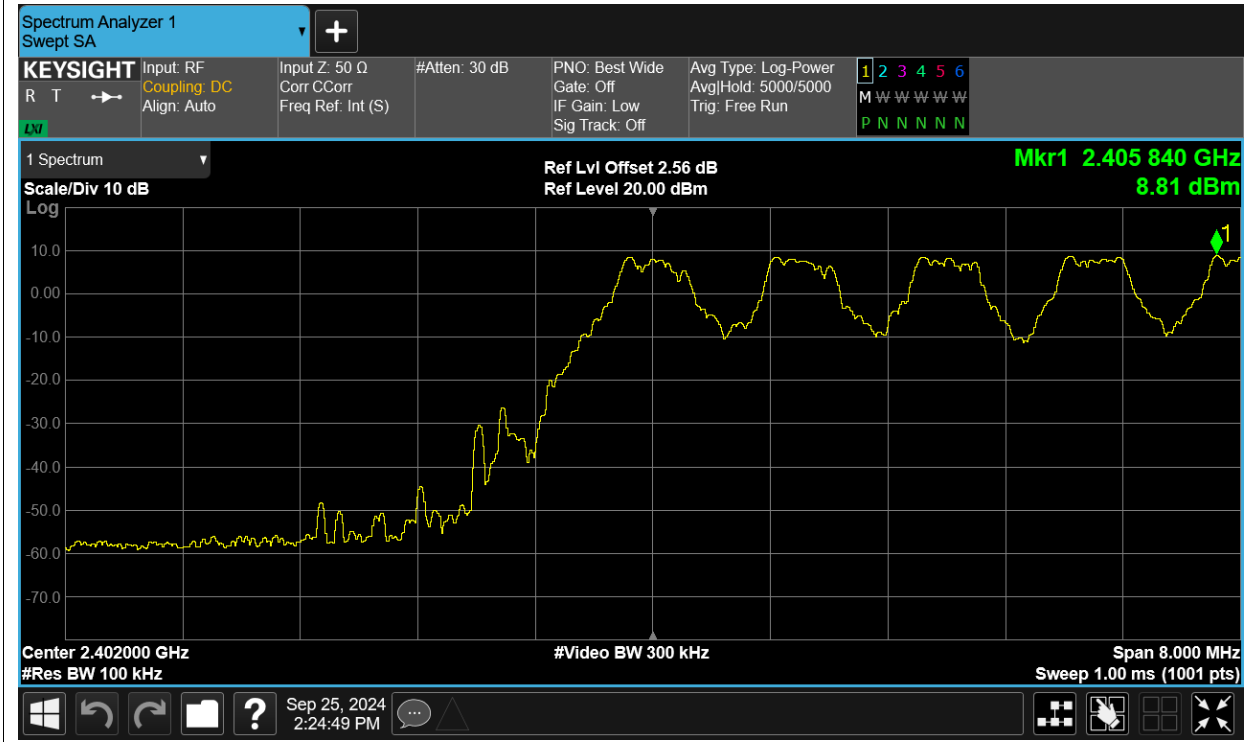 Spectrum Analyzer 1
Swept SA
+
KEYSIGHT
R T
LXI
Input: RF
Coupling: DC
Align: Auto
Input Z: 50 Ω
Corr CCorr
Freq Ref: Int (S)
#Atten: 30 dB
PNO: Best Wide
Gate: Off
IF Gain: Low
Sig Track: Off
Avg Type: Log-Power
Avg|Hold: 5000/5000
Trig: Free Run
1 2 3 4 5 6
M W W W W W
P N N N N N
1 Spectrum
Scale/Div 10 dB
Log
Ref Lvl Offset 2.56 dB
Ref Level 20.00 dBm
Mkr1 2.405 840 GHz
8.81 dBm
1
10.0
0.00
-10.0
-20.0
-30.0
-40.0
-50.0
-60.0
-70.0
Center 2.402000 GHz
#Res BW 100 kHz
#Video BW 300 kHz
Span 8.000 MHz
Sweep 1.00 ms (1001 pts)
?
Sep 25, 2024
2:24:49 PM